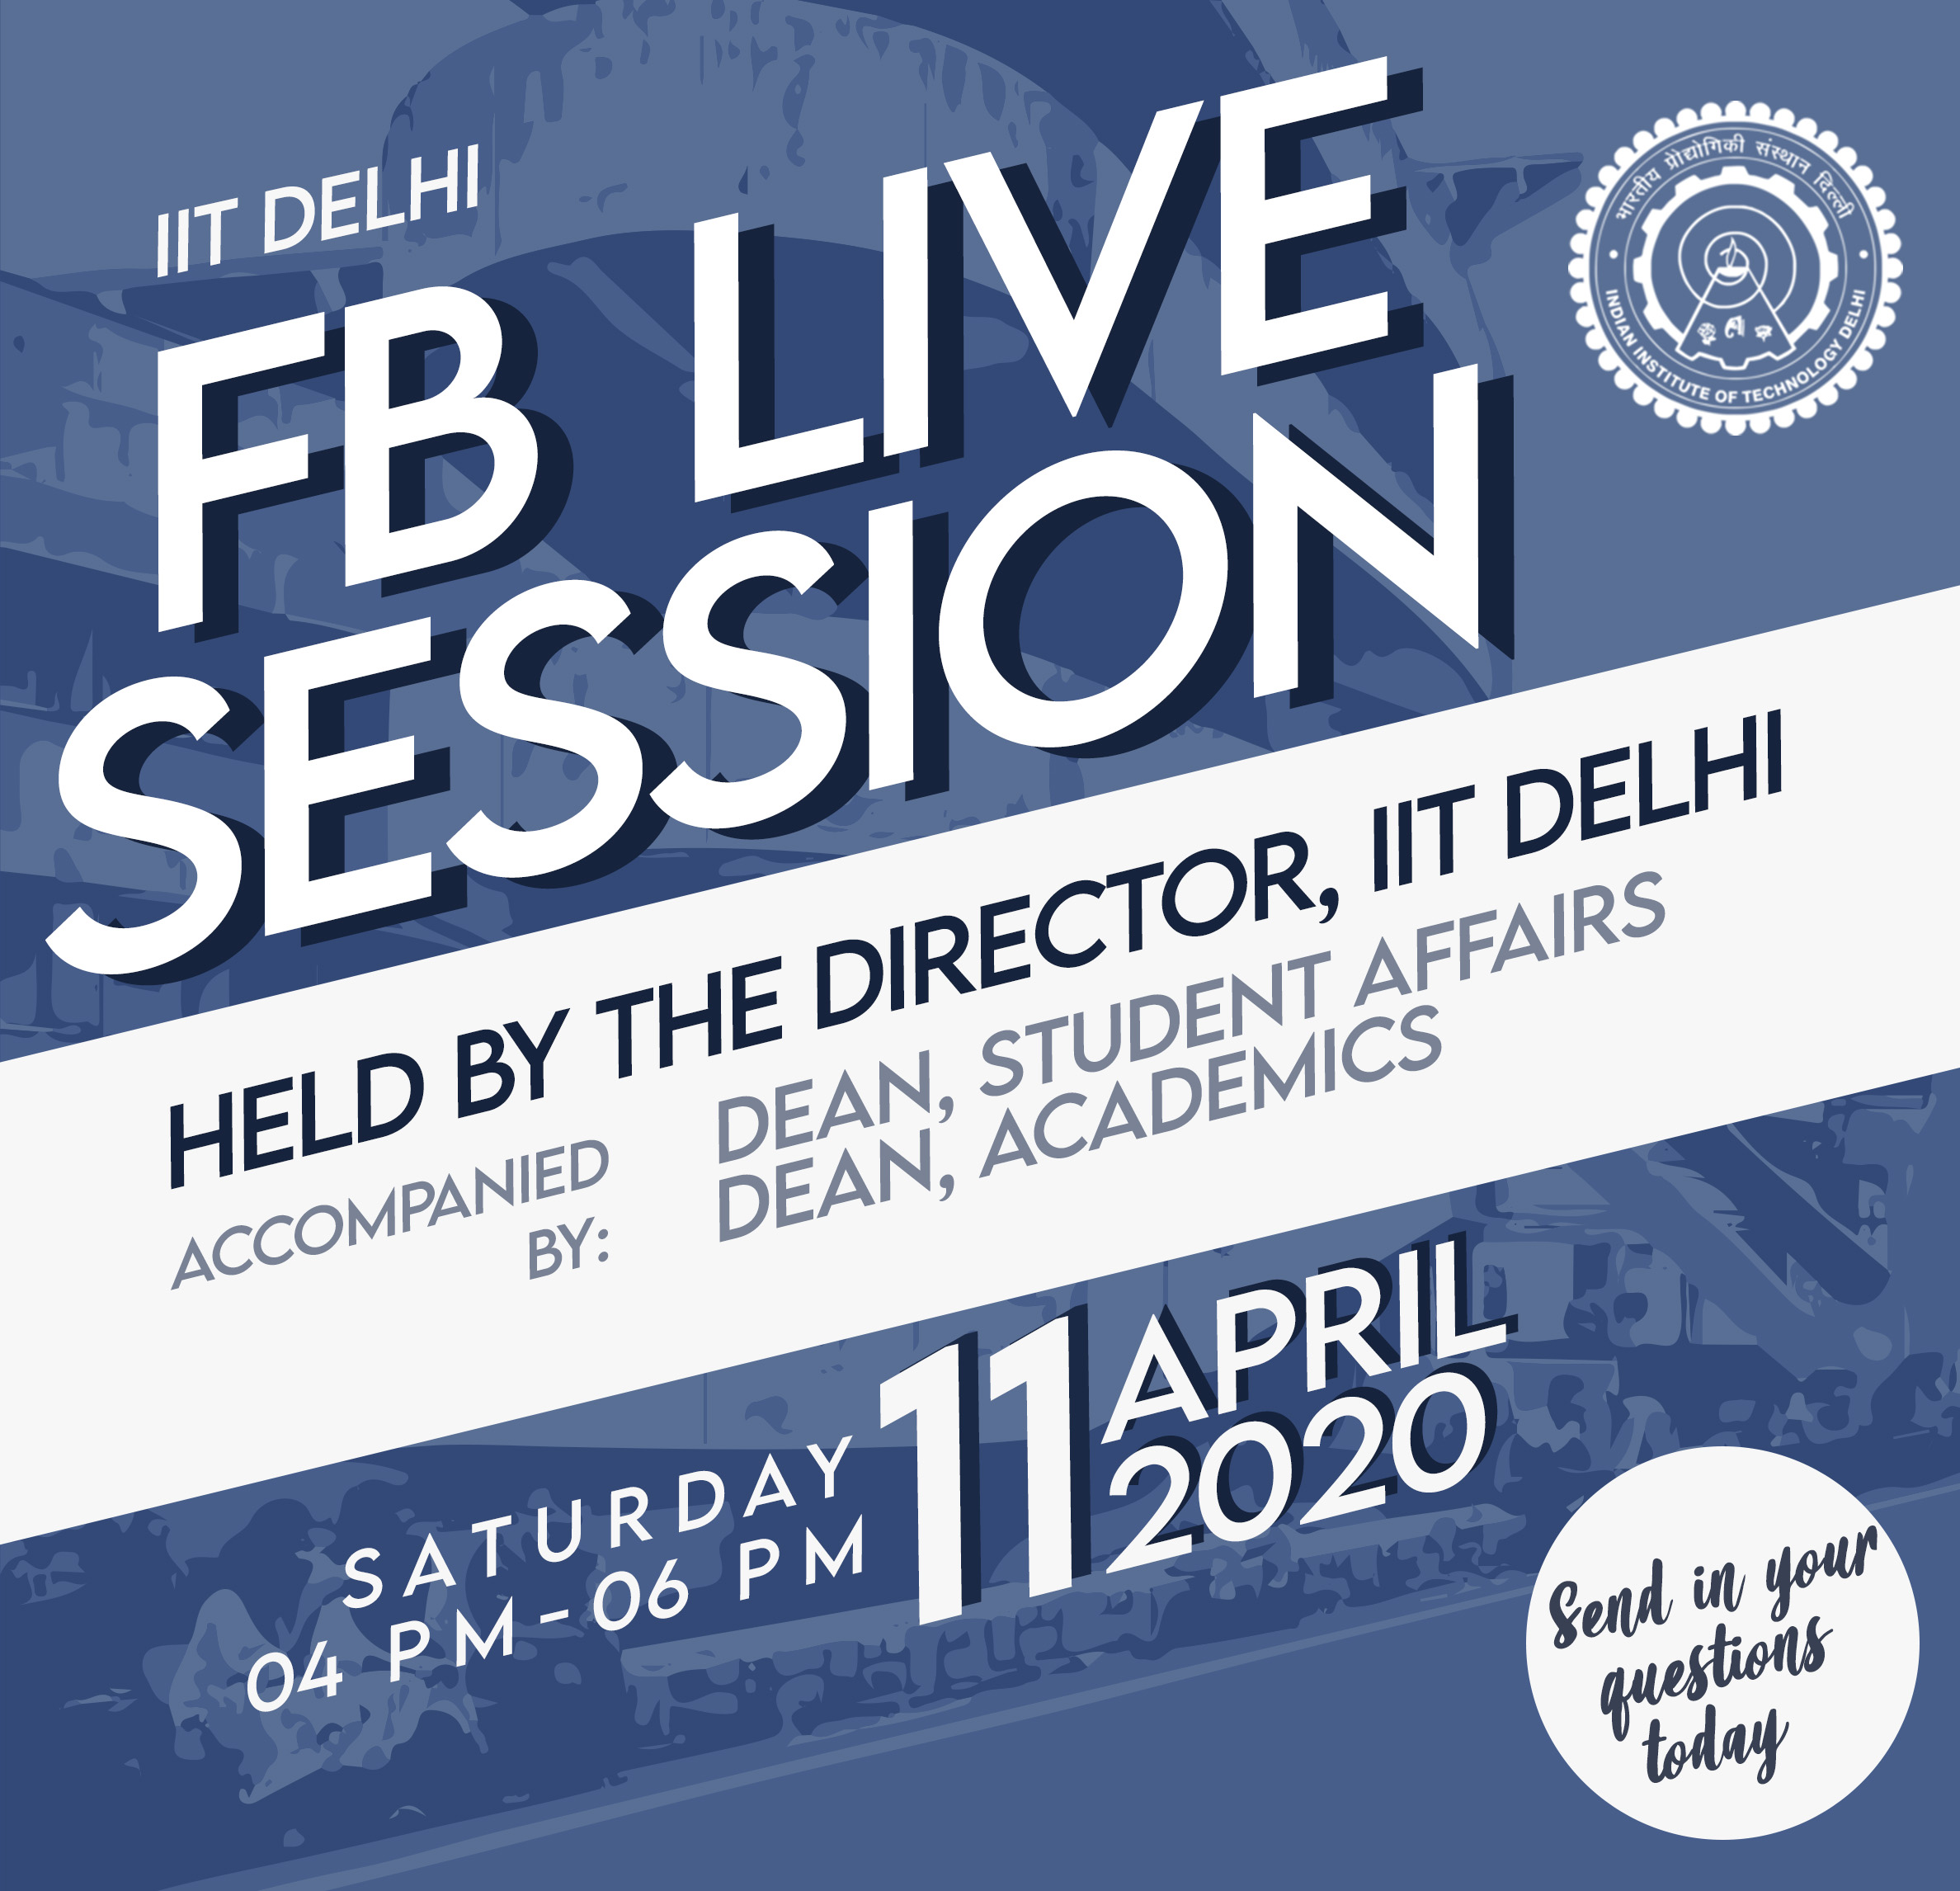 IIT DELHI
FB LIVE
SESSION
भारतीय प्रौद्योगिकी संस्थान दिल्ली
INDIAN INSTITUTE OF TECHNOLOGY DELHI
HELD BY THE DIRECTOR, IIT DELHI
ACCOMPANIED
BY:
DEAN, STUDENT AFFAIRS
DEAN, ACADEMICS
SATURDAY
04 PM-06 PM
11
APRIL
2020
Send in your
questions
today